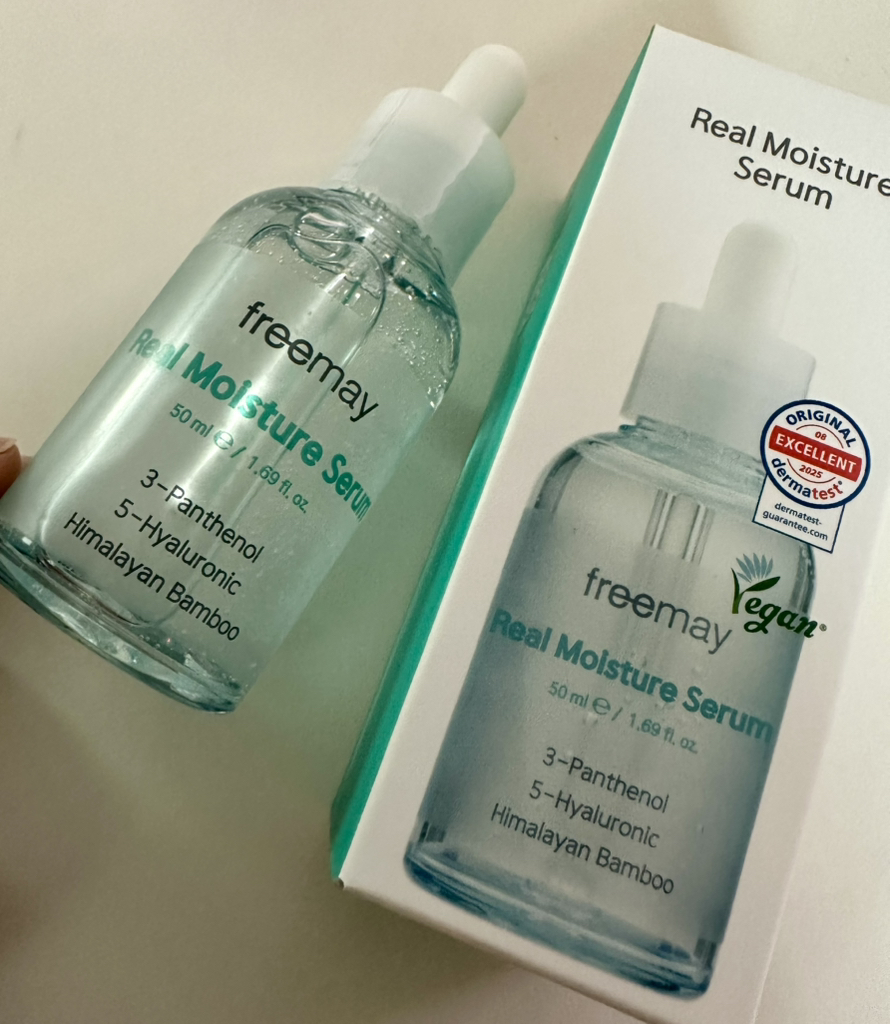 freemay
Real Moisture Serum
50 ml ℮ / 1.69 fl. oz.
3-Panthenol
5-Hyaluronic
Himalayan Bamboo
Real Moisture
Serum
ORIGINAL
08
EXCELLENT
2025
dermatest®
dermatest-
guarantee.com
Vegan®
freemay
Real Moisture Serum
50 ml ℮ / 1.69 fl. oz.
3-Panthenol
5-Hyaluronic
Himalayan Bamboo